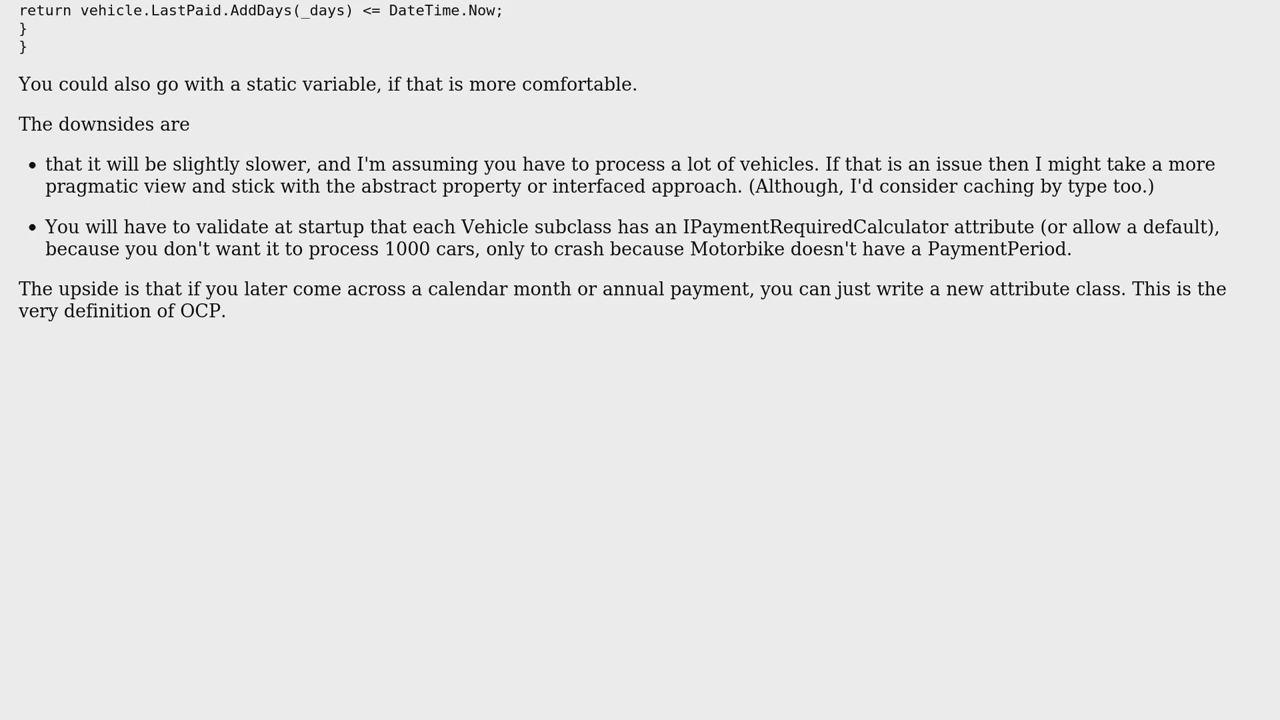 return vehicle.LastPaid.AddDays(_days) <= DateTime.Now;
}
}
You could also go with a static variable, if that is more comfortable.
The downsides are
• that it will be slightly slower, and I'm assuming you have to process a lot of vehicles. If that is an issue then I might take a more
pragmatic view and stick with the abstract property or interfaced approach. (Although, I'd consider caching by type too.)
• You will have to validate at startup that each Vehicle subclass has an IPaymentRequiredCalculator attribute (or allow a default),
because you don't want it to process 1000 cars, only to crash because Motorbike doesn't have a PaymentPeriod.
The upside is that if you later come across a calendar month or annual payment, you can just write a new attribute class. This is the
very definition of OCP.